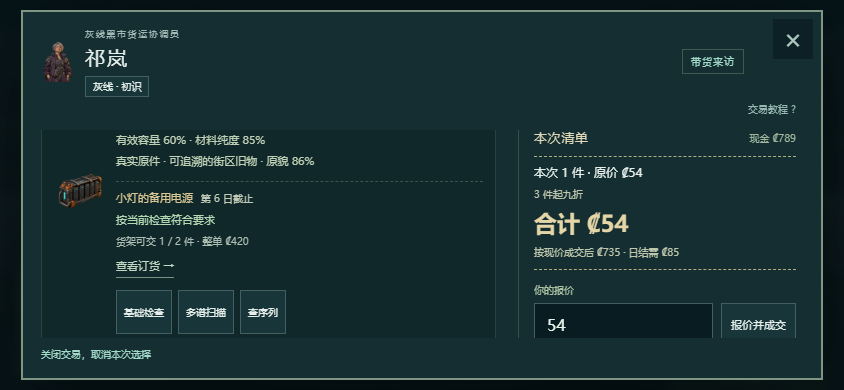 灰线黑市货运协调员
祁岚
灰线 · 初识
带货来访
交易教程 ?
有效容量 60% · 材料纯度 85%
真实原件 · 可追溯的街区旧物 · 原貌 86%
小灯的备用电源 第 6 日截止
按当前检查符合要求
货架可交 1 / 2 件 · 整单 ₡420
查看订货 →
基础检查 多谱扫描 查序列
本次清单 现金 ₡789
本次 1 件 · 原价 ₡54
3 件起九折
合计 ₡54
按现价成交后 ₡735 · 日结需 ₡85
你的报价
54 报价并成交
关闭交易，取消本次选择